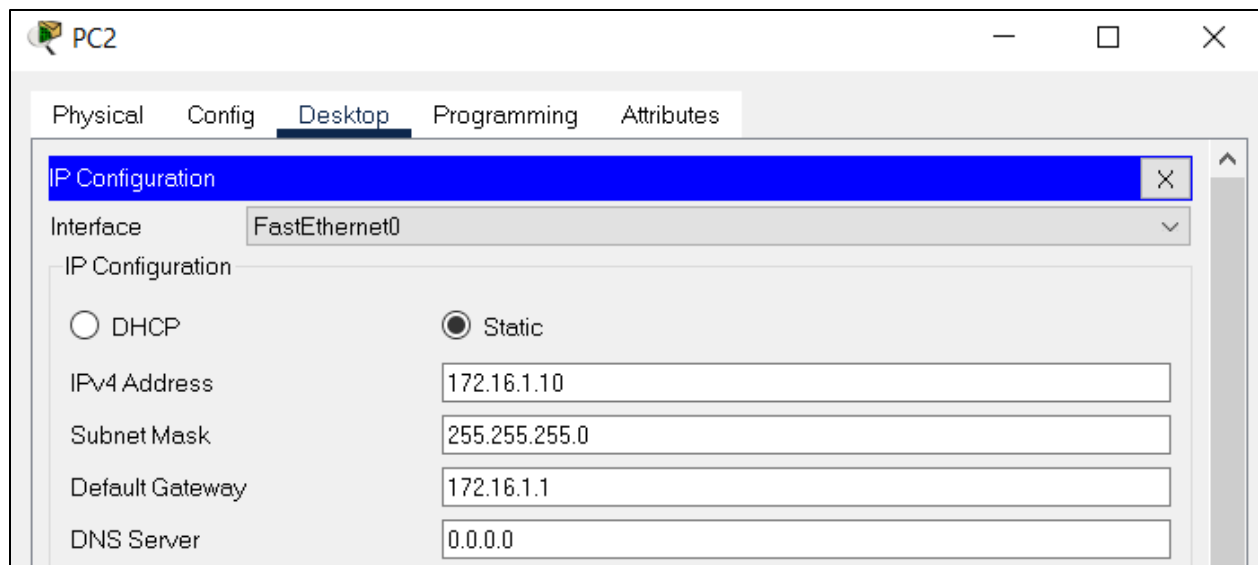 PC2
Physical Config Desktop Programming Attributes
IP Configuration X
Interface FastEthernet0
IP Configuration
DHCP Static
IPv4 Address 172.16.1.10
Subnet Mask 255.255.255.0
Default Gateway 172.16.1.1
DNS Server 0.0.0.0